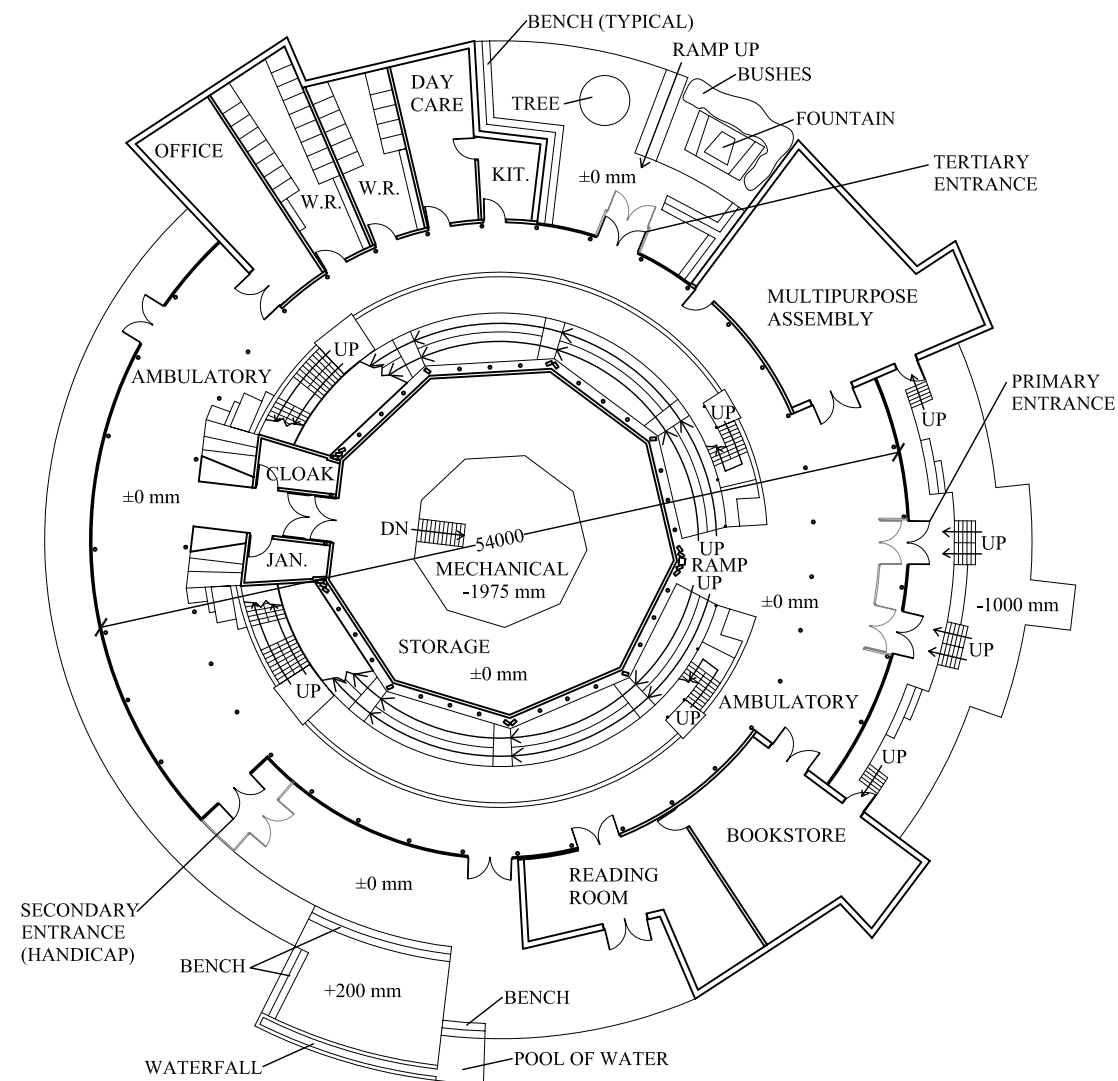 BENCH (TYPICAL)
RAMP UP
BUSHES
DAY
CARE
TREE
FOUNTAIN
OFFICE
TERTIARY
ENTRANCE
KIT.
±0 mm
W.R.
W.R.
MULTIPURPOSE
ASSEMBLY
UP
AMBULATORY
PRIMARY
ENTRANCE
UP
UP
CLOAK
±0 mm
DN
54000
UP
UP
JAN.
MECHANICAL
-1975 mm
RAMP
UP
±0 mm
-1000 mm
STORAGE
±0 mm
UP
UP
AMBULATORY
UP
UP
BOOKSTORE
READING
ROOM
±0 mm
SECONDARY
ENTRANCE
(HANDICAP)
BENCH
+200 mm
BENCH
WATERFALL
POOL OF WATER